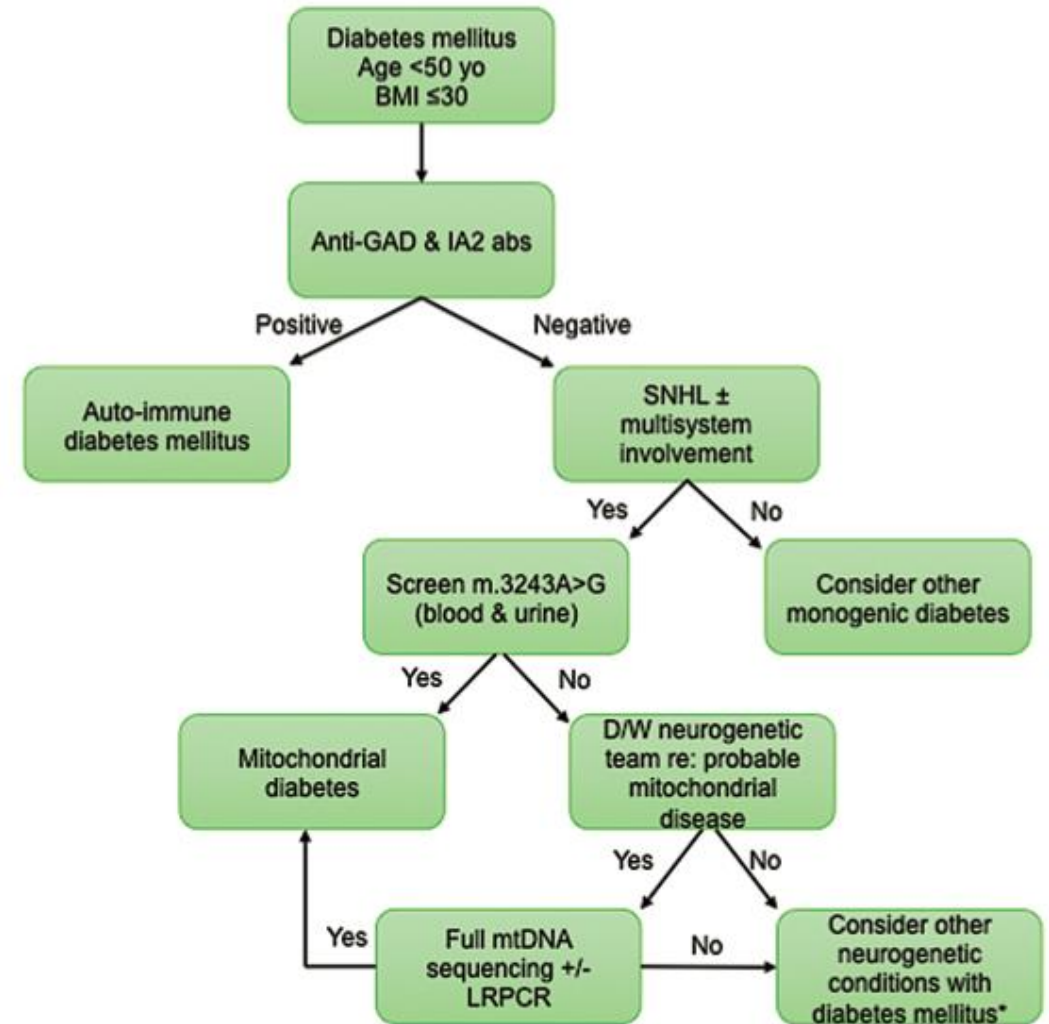 Diabetes mellitus
Age <50 yo
BMI ≤30
Anti-GAD & IA2 abs
Positive
Negative
Auto-immune
diabetes mellitus
SNHL ±
multisystem
involvement
Yes
No
Screen m.3243A>G
(blood & urine)
Consider other
monogenic diabetes
Yes
No
Mitochondrial
diabetes
D/W neurogenetic
team re: probable
mitochondrial
disease
Yes
No
Yes
Full mtDNA
sequencing +/-
LRPCR
No
Consider other
neurogenetic
conditions with
diabetes mellitus*